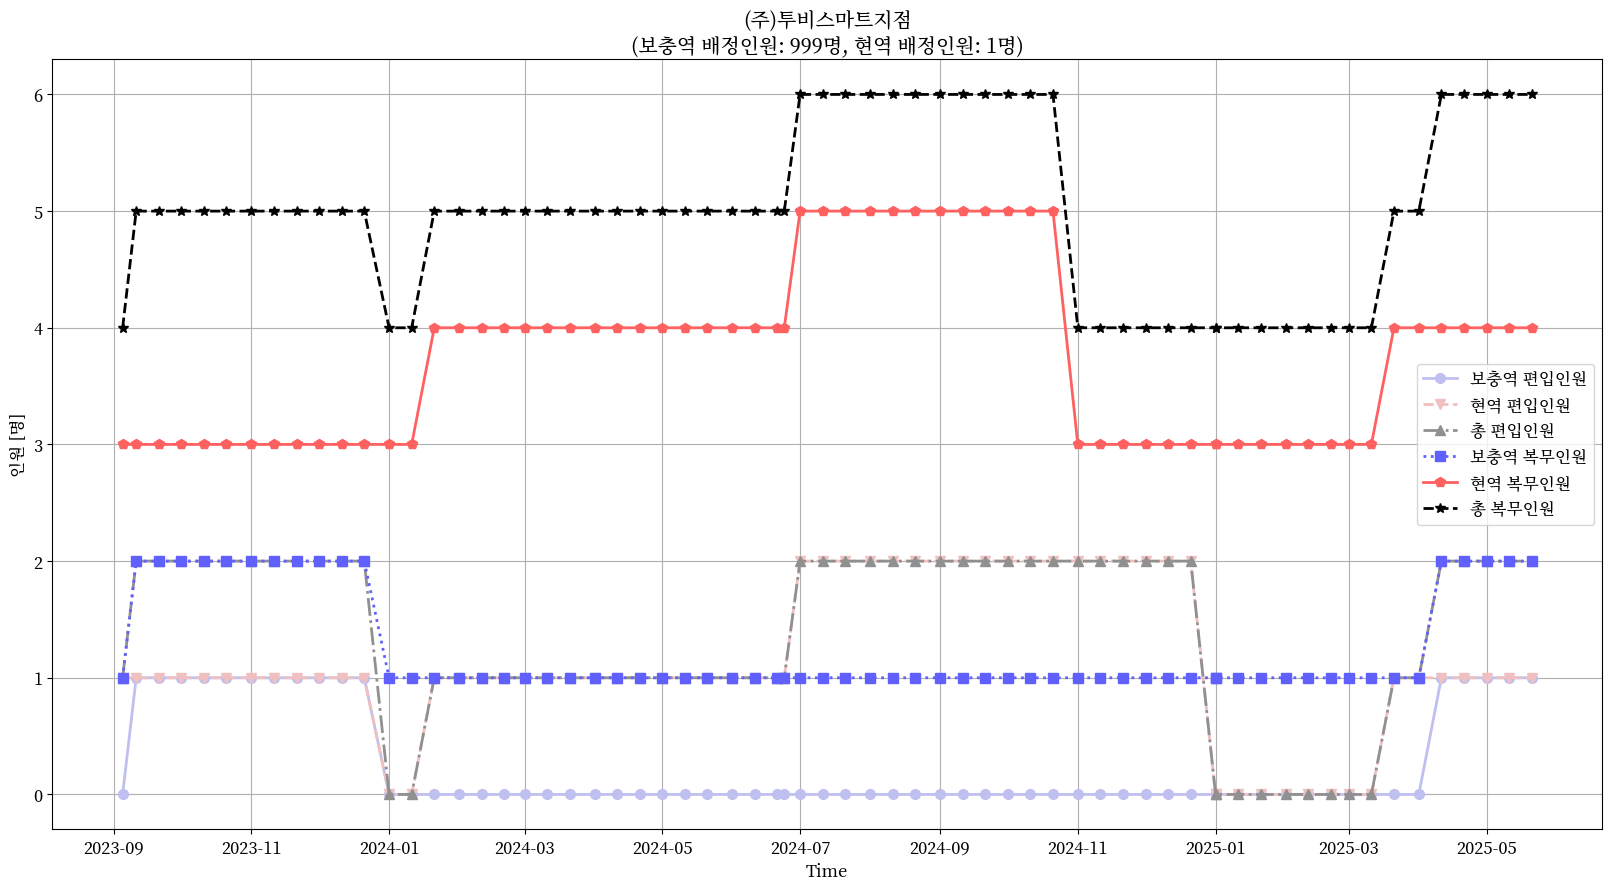 (주)투비스마트지점
(보충역 배정인원: 999명, 현역 배정인원: 1명)
인원 [명]
6
5
4
3
2
1
0
보충역 편입인원
현역 편입인원
총 편입인원
보충역 복무인원
현역 복무인원
총 복무인원
2023-09 2023-11 2024-01 2024-03 2024-05 2024-07 2024-09 2024-11 2025-01 2025-03 2025-05
Time